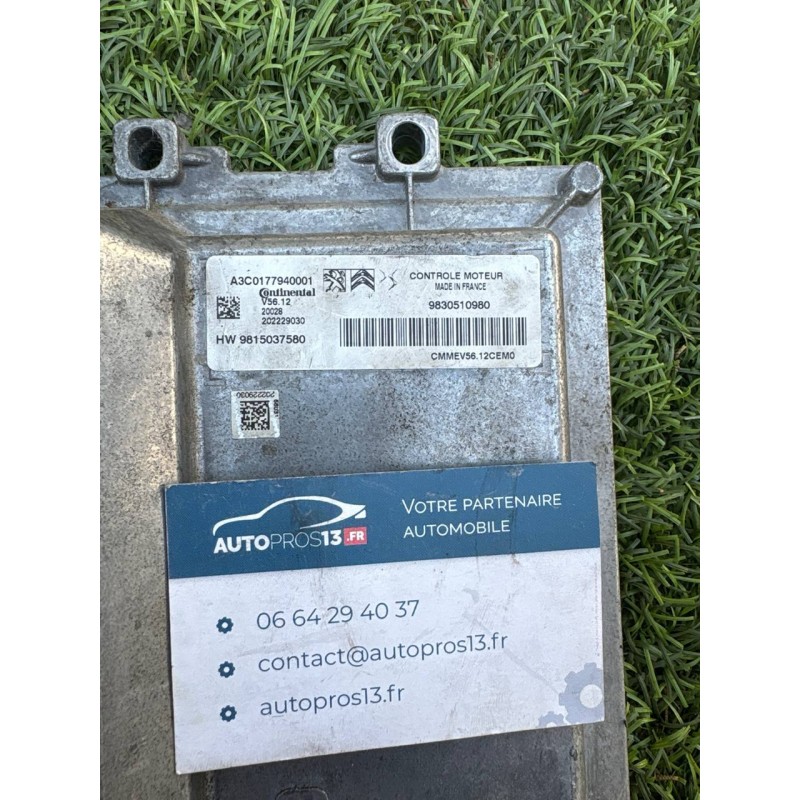 A3C0177940001
Continental
V56.12
20028
202229030
HW 9815037580
CONTROLE MOTEUR
MADE IN FRANCE
9830510980
CMMEV56.12CEM0
202229030
AUTOPROS13.FR
VOTRE PARTENAIRE
AUTOMOBILE
06 64 29 40 37
contact@autopros13.fr
autopros13.fr